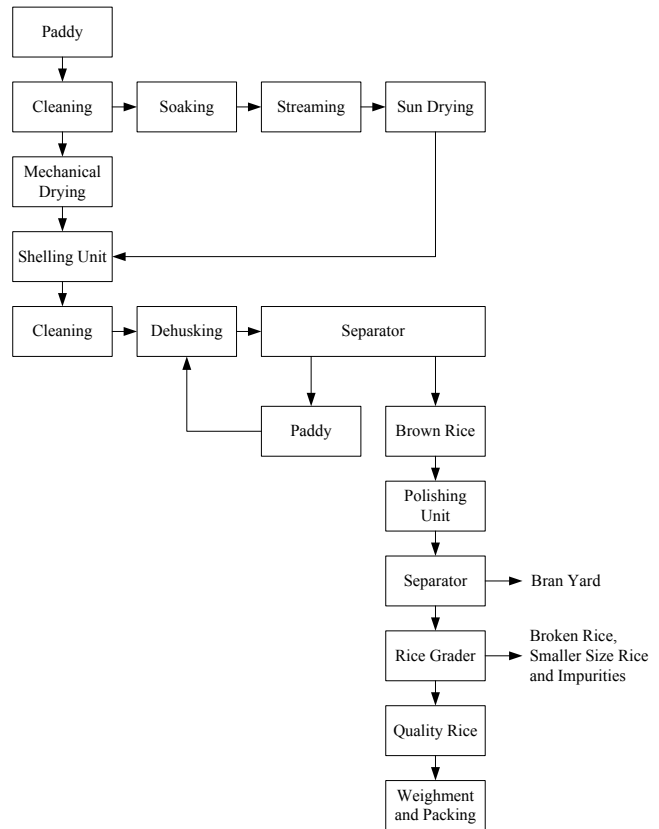 Paddy
Cleaning
Soaking
Streaming
Sun Drying
Mechanical
Drying
Shelling Unit
Cleaning
Dehusking
Separator
Paddy
Brown Rice
Polishing
Unit
Separator
Bran Yard
Rice Grader
Broken Rice,
Smaller Size Rice
and Impurities
Quality Rice
Weighment
and Packing